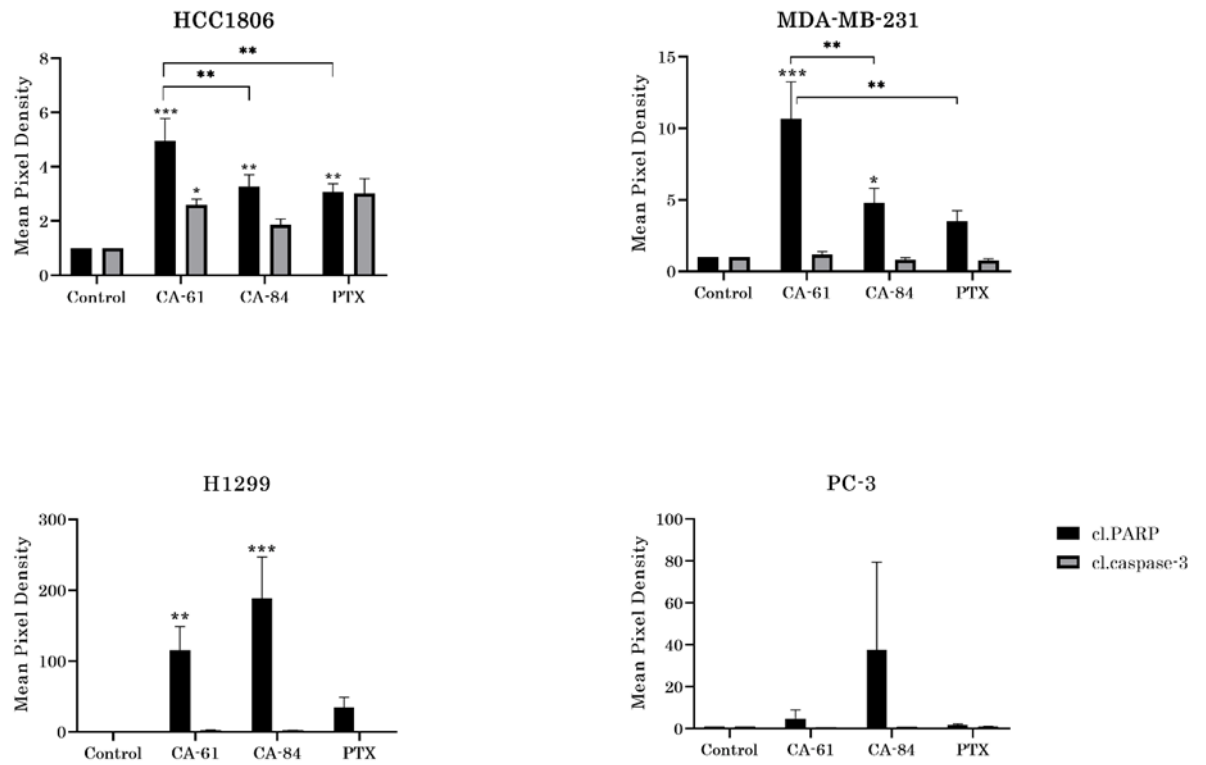 HCC1806
Mean Pixel Density
8
6
4
2
0
**
**
***
*
**
**
Control CA-61 CA-84 PTX
MDA-MB-231
Mean Pixel Density
15
10
5
0
**
***
**
*
Control CA-61 CA-84 PTX
H1299
Mean Pixel Density
300
200
100
0
***
**
Control CA-61 CA-84 PTX
PC-3
Mean Pixel Density
100
80
60
40
20
0
Control CA-61 CA-84 PTX
cl.PARP
cl.caspase-3